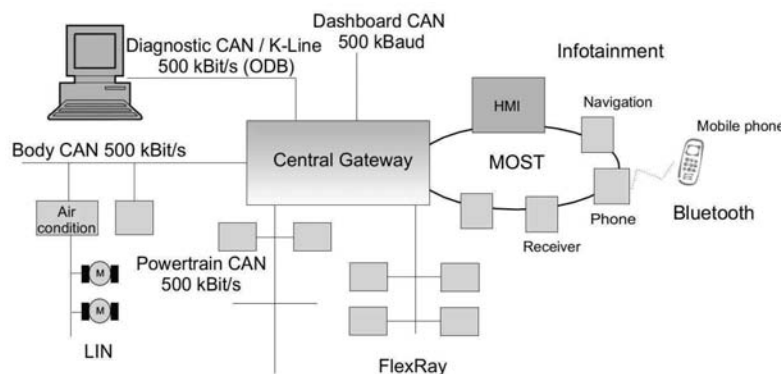 Dashboard CAN
500 kBaud
Diagnostic CAN / K-Line
500 kBit/s (ODB)
Infotainment
HMI
Navigation
Mobile phone
Body CAN 500 kBit/s
Central Gateway
MOST
Air
condition
Phone
Bluetooth
Receiver
Powertrain CAN
500 kBit/s
M
M
LIN
FlexRay